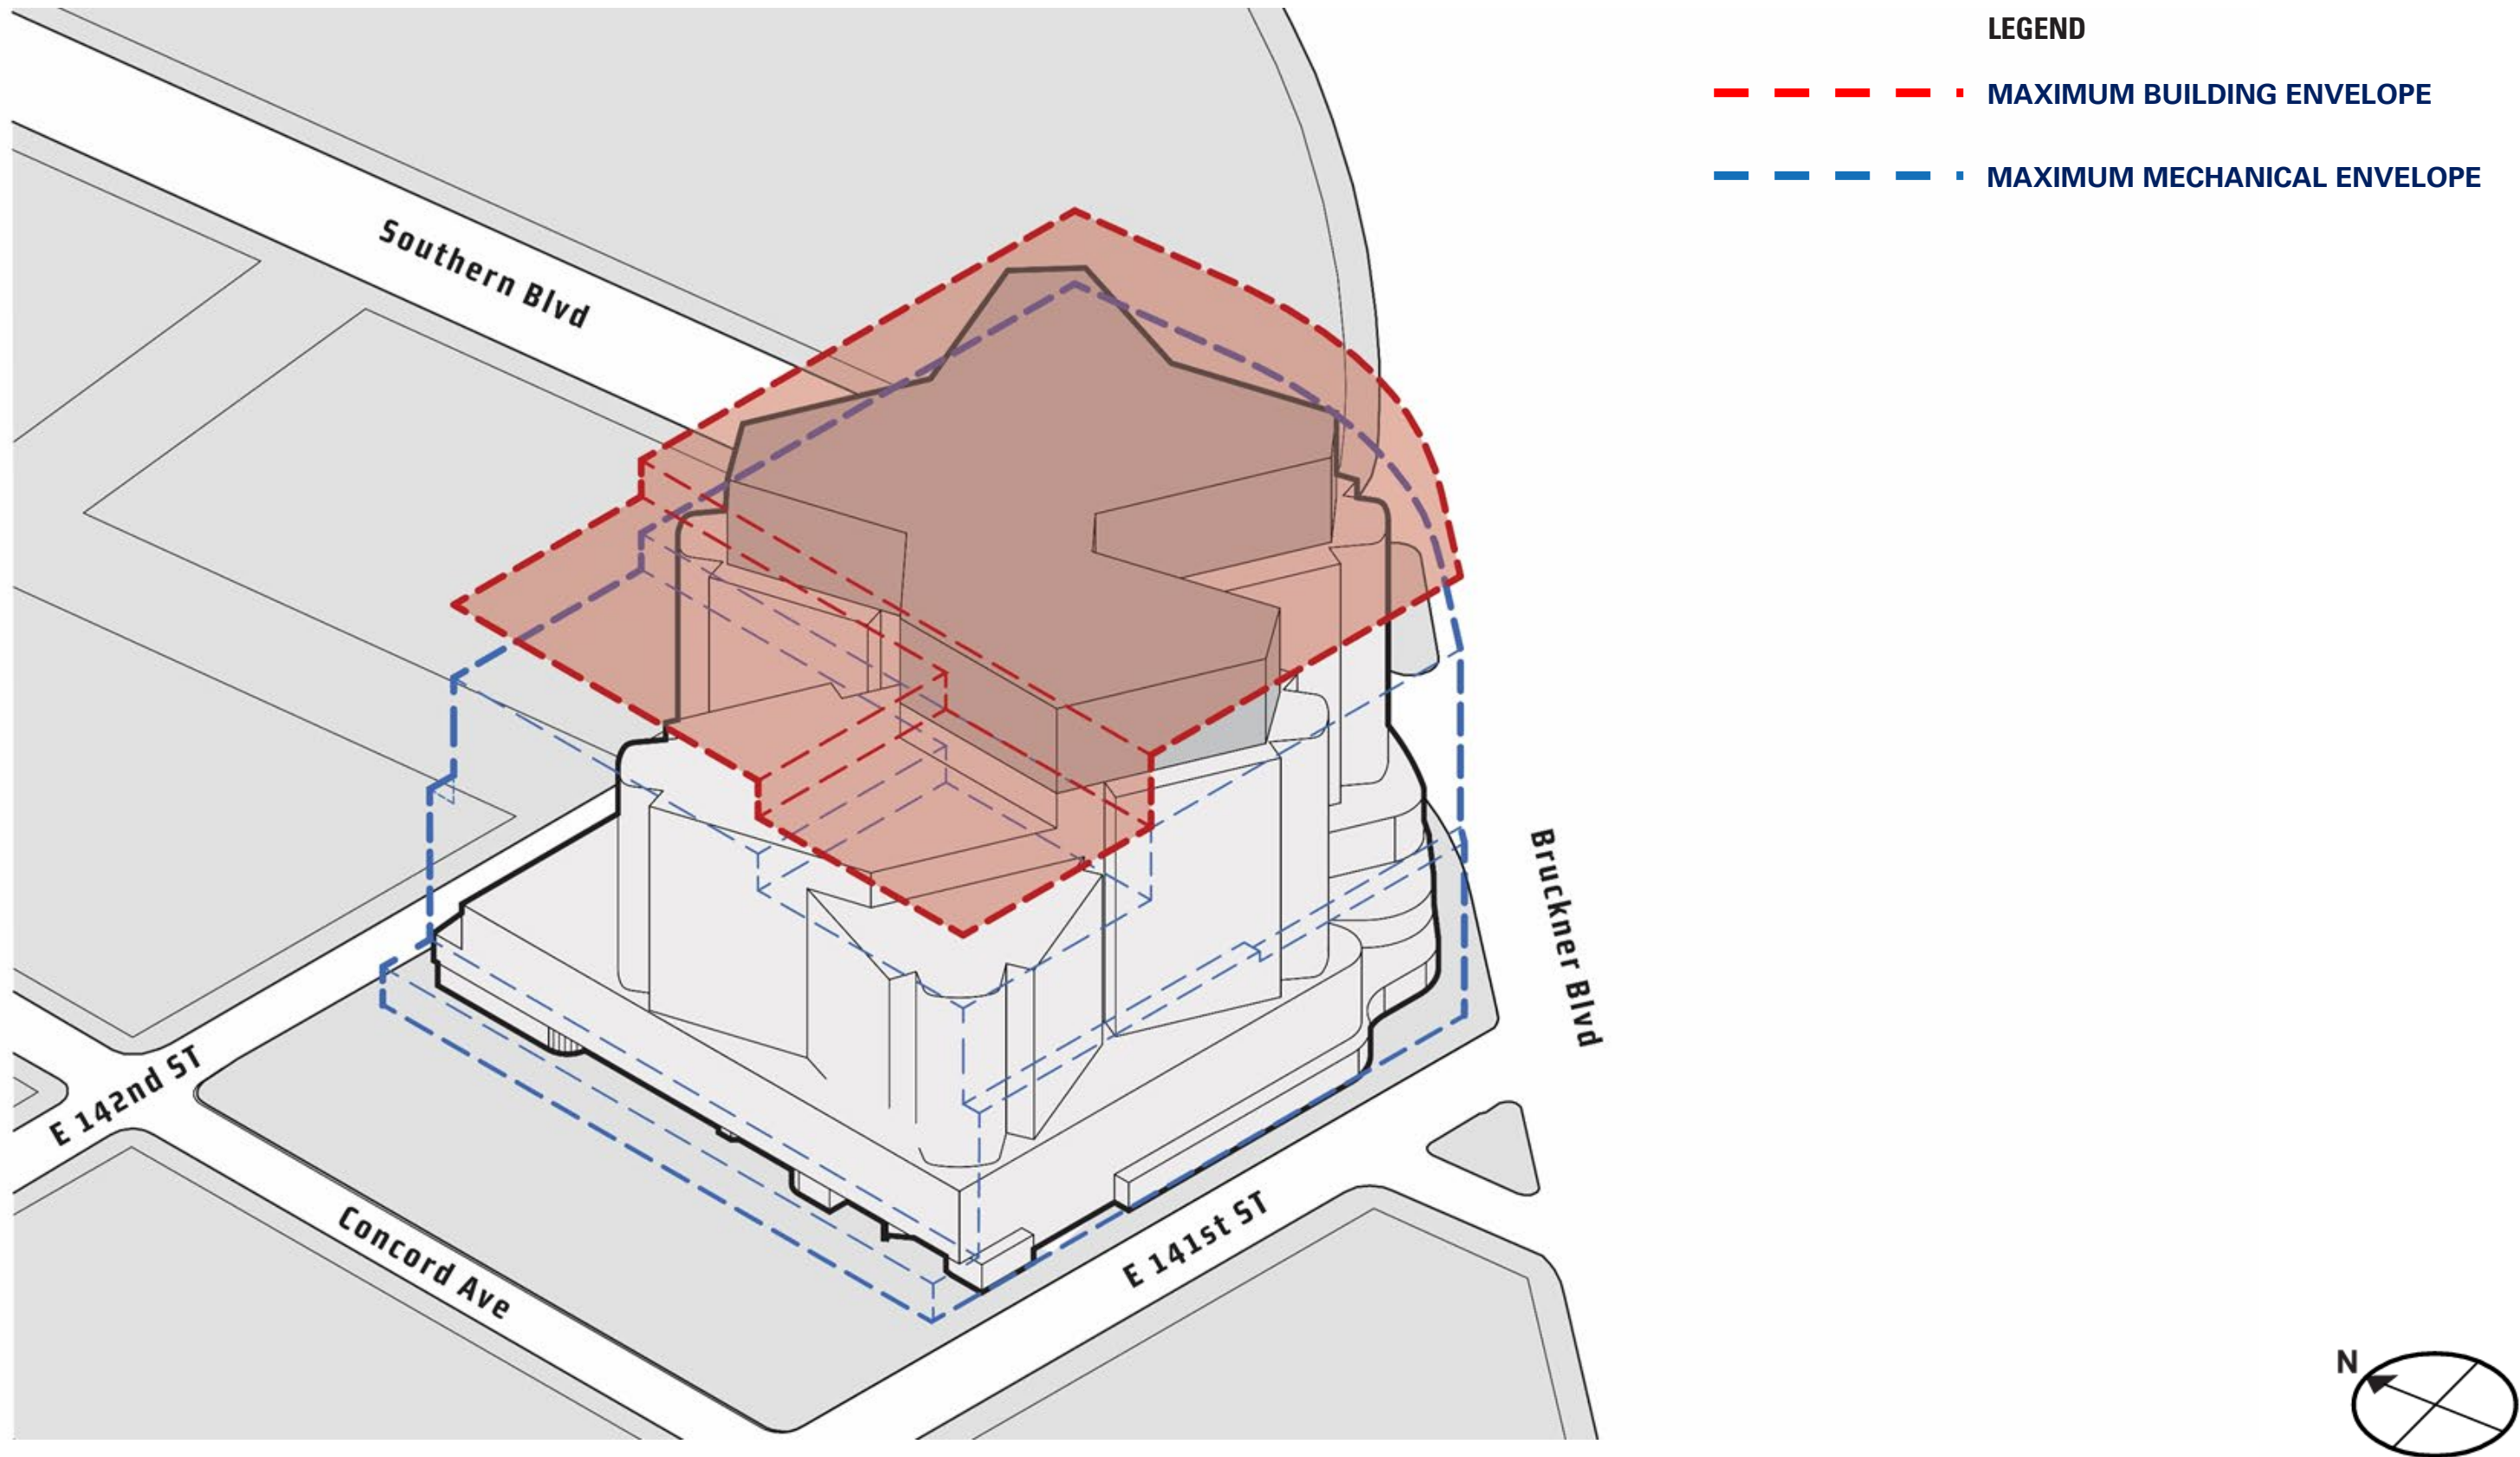 LEGEND
MAXIMUM BUILDING ENVELOPE
MAXIMUM MECHANICAL ENVELOPE
Southern Blvd
Bruckner Blvd
E 142nd ST
Concord Ave
E 141st ST
N